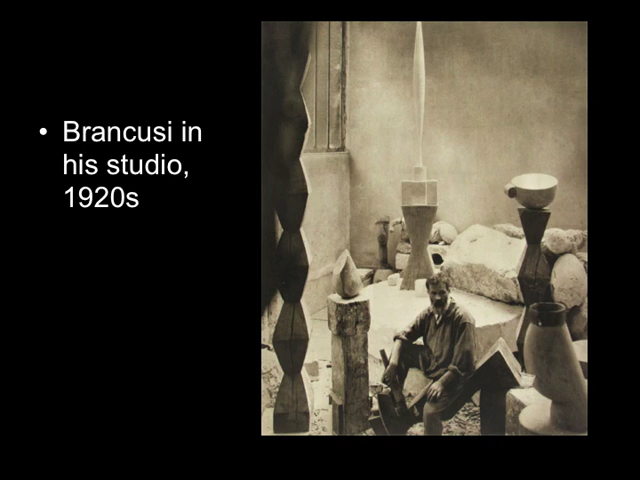 • Brancusi in
his studio,
1920s